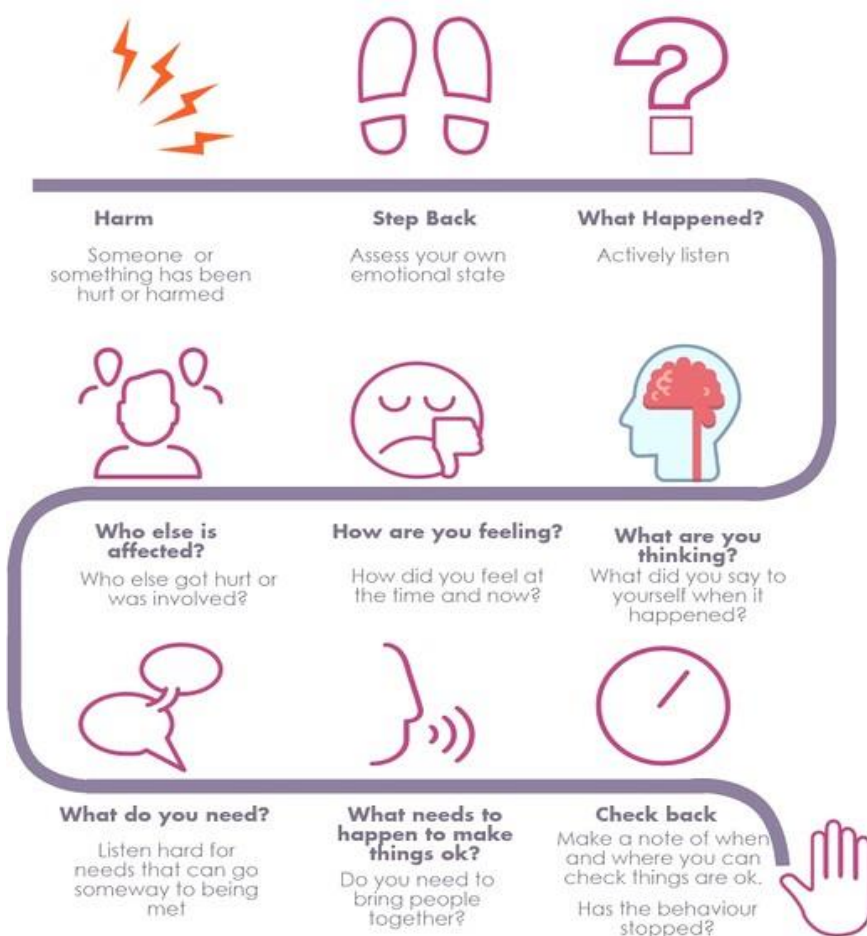 Harm
Someone or
something has been
hurt or harmed
Step Back
Assess your own
emotional state
What Happened?
Actively listen
What are you
thinking?
What did you say to
yourself when it
happened?
How are you feeling?
How did you feel at
the time and now?
Who else is
affected?
Who else got hurt or
was involved?
What do you need?
Listen hard for
needs that can go
someway to being
met
What needs to
happen to make
things ok?
Do you need to
bring people
together?
Check back
Make a note of when
and where you can
check things are ok.
Has the behaviour
stopped?